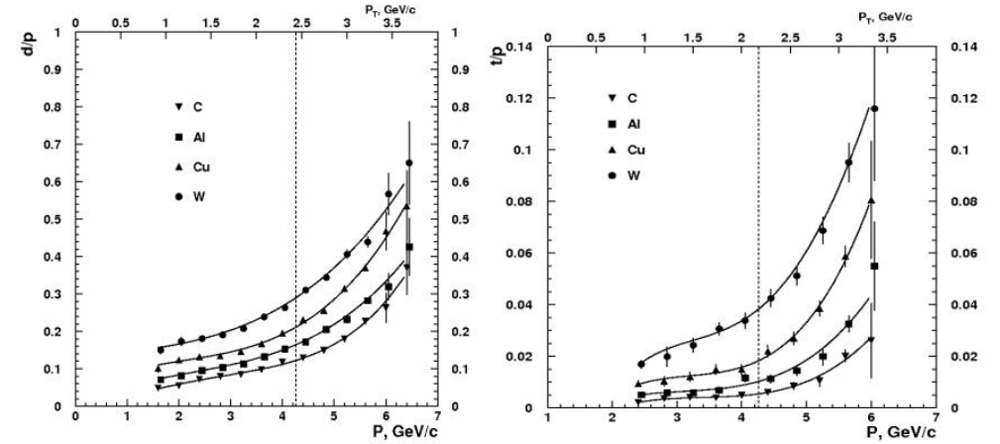 P_T, GeV/c
0 0.5 1 1.5 2 2.5 3 3.5
d/p
1 1
0.9 0.9
0.8 0.8
0.7 0.7
0.6 0.6
0.5 0.5
0.4 0.4
0.3 0.3
0.2 0.2
0.1 0.1
0 0
C
Al
Cu
W
0 1 2 3 4 5 6 7
P, GeV/c
P_T, GeV/c
0 0.5 1 1.5 2 2.5 3 3.5
t/p
0.14 0.14
0.12 0.12
0.1 0.1
0.08 0.08
0.06 0.06
0.04 0.04
0.02 0.02
0 0
C
Al
Cu
W
1 2 3 4 5 6 7
P, GeV/c